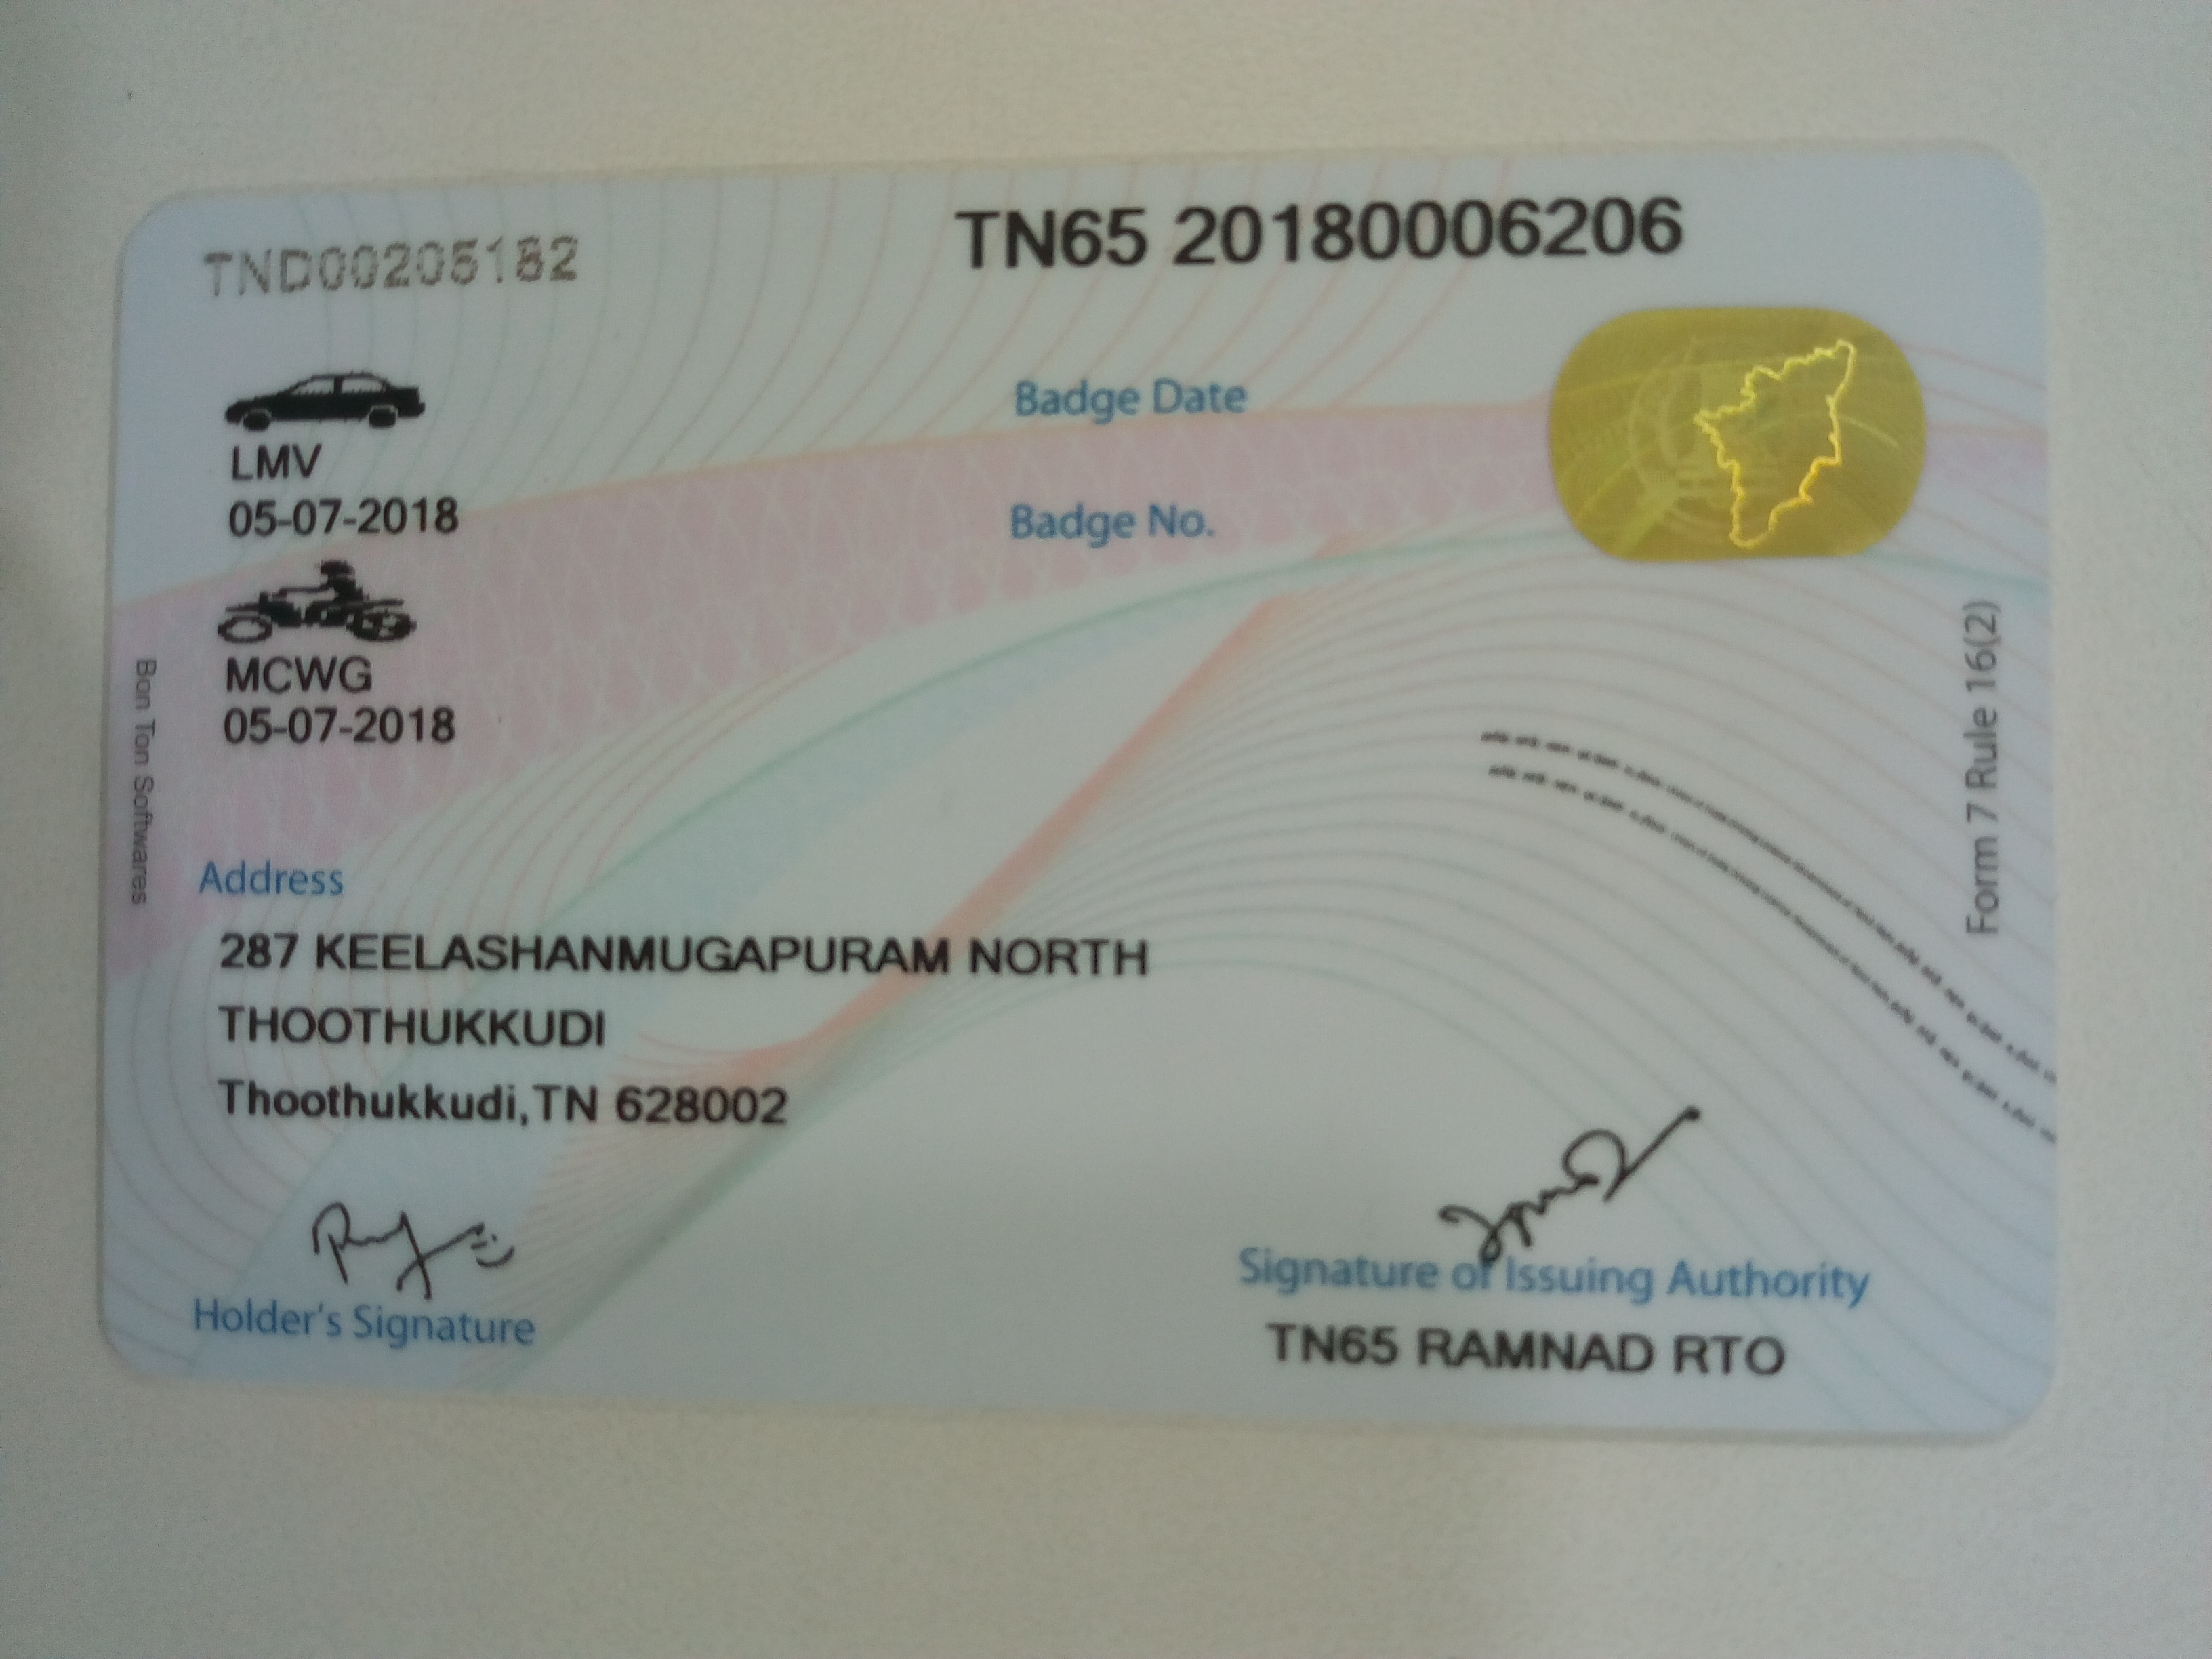 TND00205182
TN65 20180006206
LMV
05-07-2018
MCWG
05-07-2018
Badge Date
Badge No.
Bon Ton Softwares
Form 7 Rule 16(2)
Address
287 KEELASHANMUGAPURAM NORTH
THOOTHUKKUDI
Thoothukkudi,TN 628002
Holder's Signature
Signature of Issuing Authority
TN65 RAMNAD RTO